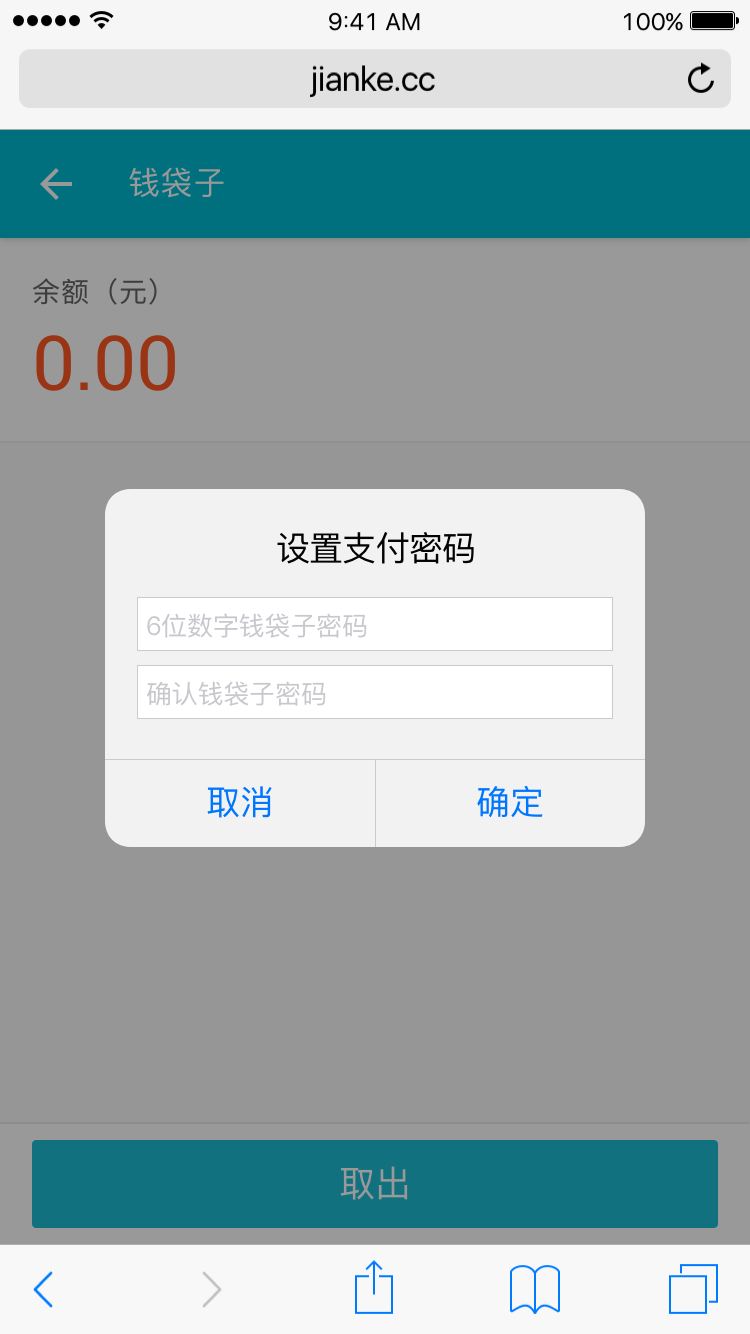 9:41 AM
100%
jianke.cc
钱袋子
余额（元）
0.00
设置支付密码
6位数字钱袋子密码
确认钱袋子密码
取消
确定
取出